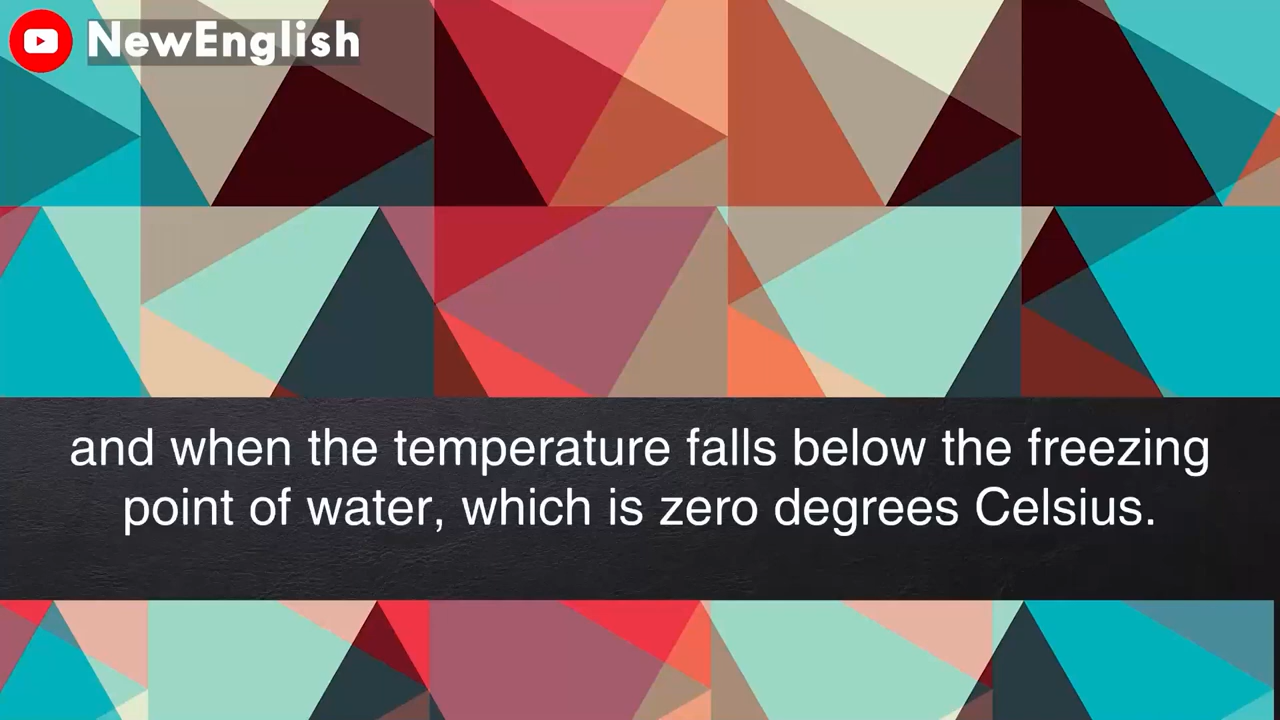 NewEnglish
and when the temperature falls below the freezing
point of water, which is zero degrees Celsius.